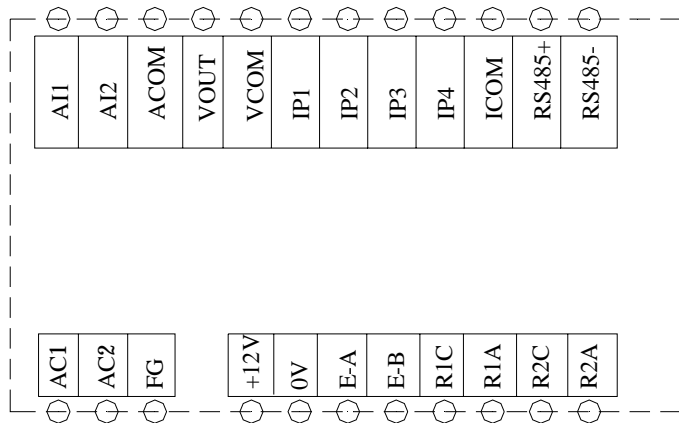 AI1 AI2 ACOM VOUT VCOM IP1 IP2 IP3 IP4 ICOM RS485+ RS485-
AC1 AC2 FG +12V 0V E-A E-B R1C R1A R2C R2A